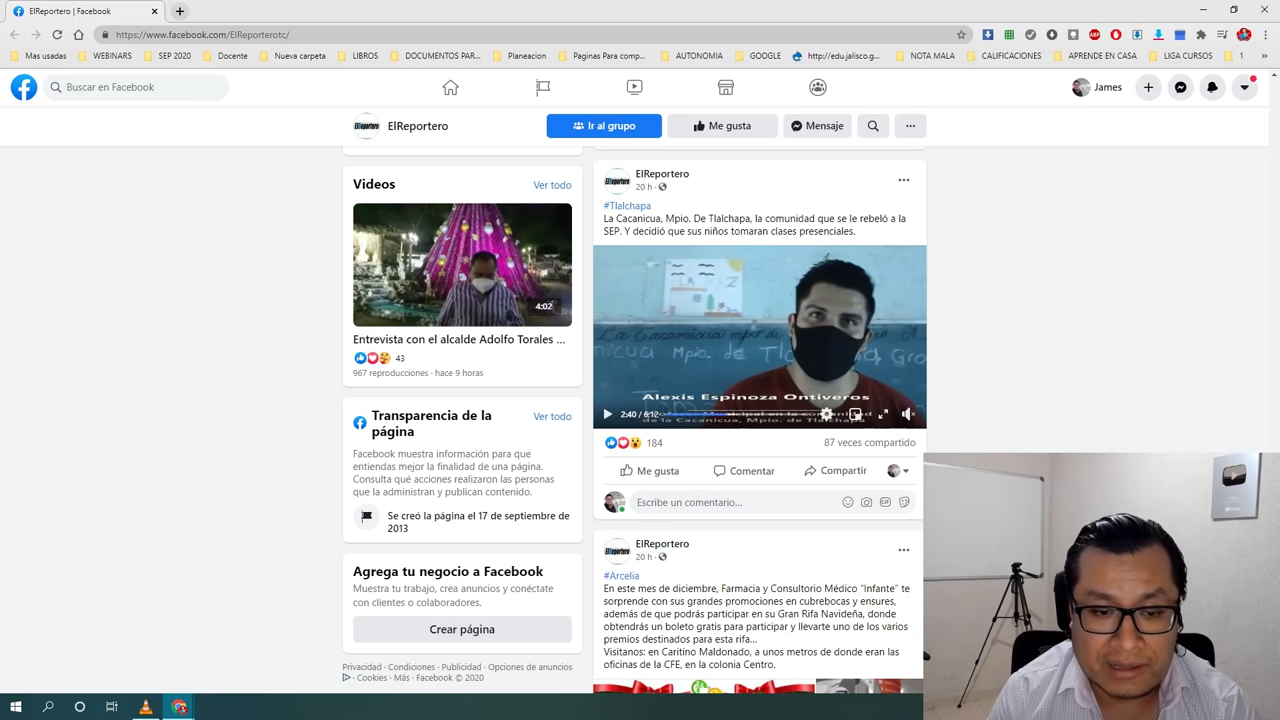 ElReportero | Facebook
https://www.facebook.com/ElReporterotc/
Mas usadas
WEBINARS
SEP 2020
Docente
Nueva carpeta
LIBROS
DOCUMENTOS PAR...
Planeacion
Paginas Para comp...
AUTONOMIA
GOOGLE
http://edu.jalisco.g...
NOTA MALA
CALIFICACIONES
APRENDE EN CASA
LIGA CURSOS
1
Buscar en Facebook
James
ElReportero
Ir al grupo
Me gusta
Mensaje
Videos
Ver todo
4:02
Entrevista con el alcalde Adolfo Torales ...
43
967 reproducciones · hace 9 horas
Transparencia de la
página
Ver todo
Facebook muestra información para que
entiendas mejor la finalidad de una página.
Consulta qué acciones realizaron las personas
que la administran y publican contenido.
Se creó la página el 17 de septiembre de
2013
Agrega tu negocio a Facebook
Muestra tu trabajo, crea anuncios y conéctate
con clientes o colaboradores.
Crear página
Privacidad · Condiciones · Publicidad · Opciones de anuncios
· Cookies · Más · Facebook © 2020
ElReportero
20 h ·
#Tlalchapa
La Cacanicua, Mpio. De Tlalchapa, la comunidad que se le rebeló a la
SEP. Y decidió que sus niños tomaran clases presenciales.
Alexis Espinoza Ontiveros
2:40 / 6:12
de la Cacanicua, Mpio. de Tlalchapa
184
87 veces compartido
Me gusta
Comentar
Compartir
Escribe un comentario...
ElReportero
20 h ·
#Arcelia
En este mes de diciembre, Farmacia y Consultorio Médico "Infante" te
sorprende con sus grandes promociones en cubrebocas y ensures,
además de que podrás participar en su Gran Rifa Navideña, donde
obtendrás un boleto gratis para participar y llevarte uno de los varios
premios destinados para esta rifa...
Visitanos: en Caritino Maldonado, a unos metros de donde eran las
oficinas de la CFE, en la colonia Centro.